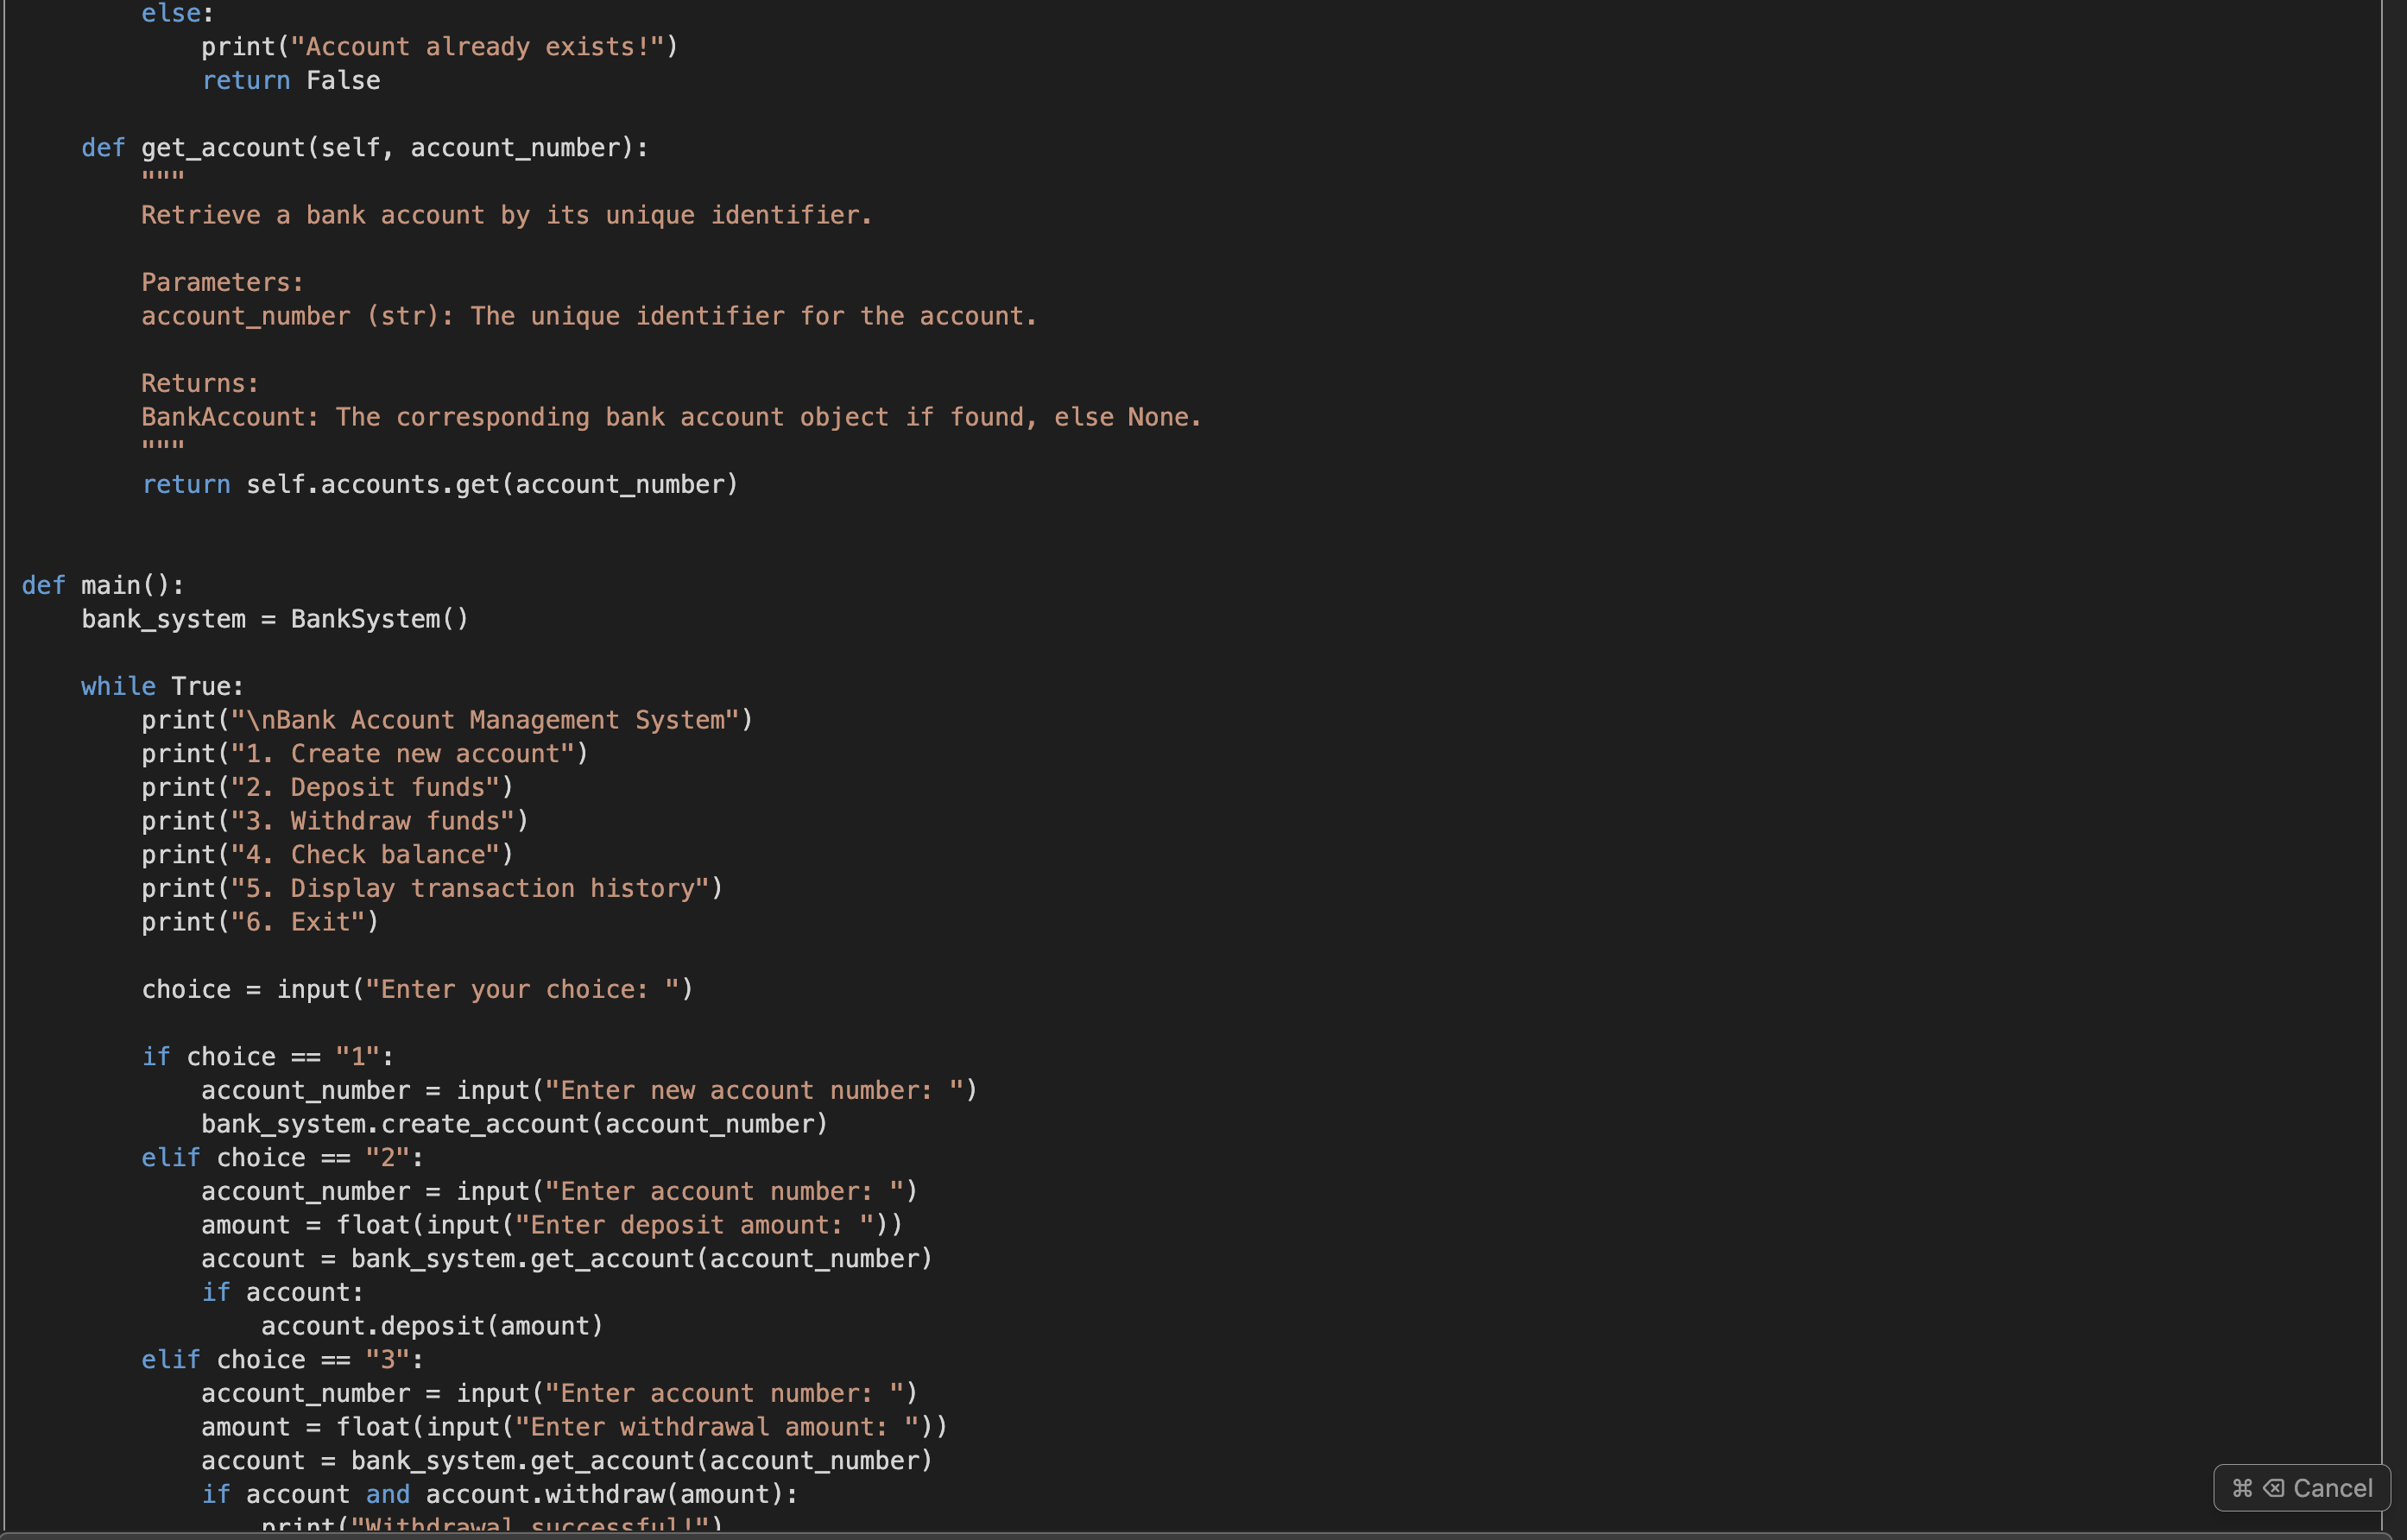 else:
print("Account already exists!")
return False
def get_account(self, account_number):
"""
Retrieve a bank account by its unique identifier.
Parameters:
account_number (str): The unique identifier for the account.
Returns:
BankAccount: The corresponding bank account object if found, else None.
"""
return self.accounts.get(account_number)
def main():
bank_system = BankSystem()
while True:
print("\nBank Account Management System")
print("1. Create new account")
print("2. Deposit funds")
print("3. Withdraw funds")
print("4. Check balance")
print("5. Display transaction history")
print("6. Exit")
choice = input("Enter your choice: ")
if choice == "1":
account_number = input("Enter new account number: ")
bank_system.create_account(account_number)
elif choice == "2":
account_number = input("Enter account number: ")
amount = float(input("Enter deposit amount: "))
account = bank_system.get_account(account_number)
if account:
account.deposit(amount)
elif choice == "3":
account_number = input("Enter account number: ")
amount = float(input("Enter withdrawal amount: "))
account = bank_system.get_account(account_number)
if account and account.withdraw(amount):
print("Withdrawal successful!")
⌘ ⌫ Cancel